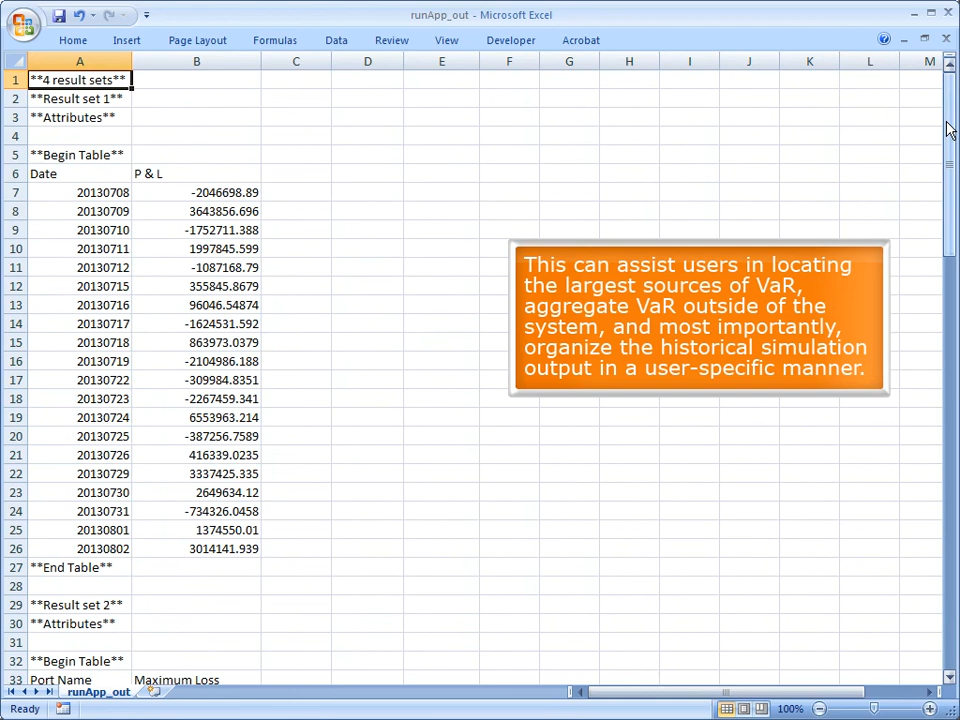 runApp_out - Microsoft Excel
Home Insert Page Layout Formulas Data Review View Developer Acrobat
A B C D E F G H I J K L M
1 **4 result sets**
2 **Result set 1**
3 **Attributes**
4
5 **Begin Table**
6 Date P & L
7 20130708 -2046698.89
8 20130709 3643856.696
9 20130710 -1752711.388
10 20130711 1997845.599
11 20130712 -1087168.79
12 20130715 355845.8679
13 20130716 96046.54874
14 20130717 -1624531.592
15 20130718 863973.0379
16 20130719 -2104986.188
17 20130722 -309984.8351
18 20130723 -2267459.341
19 20130724 6553963.214
20 20130725 -387256.7589
21 20130726 416339.0235
22 20130729 3337425.335
23 20130730 2649634.12
24 20130731 -734326.0458
25 20130801 1374550.01
26 20130802 3014141.939
27 **End Table**
28
29 **Result set 2**
30 **Attributes**
31
32 **Begin Table**
33 Port Name Maximum Loss
This can assist users in locating
the largest sources of VaR,
aggregate VaR outside of the
system, and most importantly,
organize the historical simulation
output in a user-specific manner.
runApp_out
Ready 100%